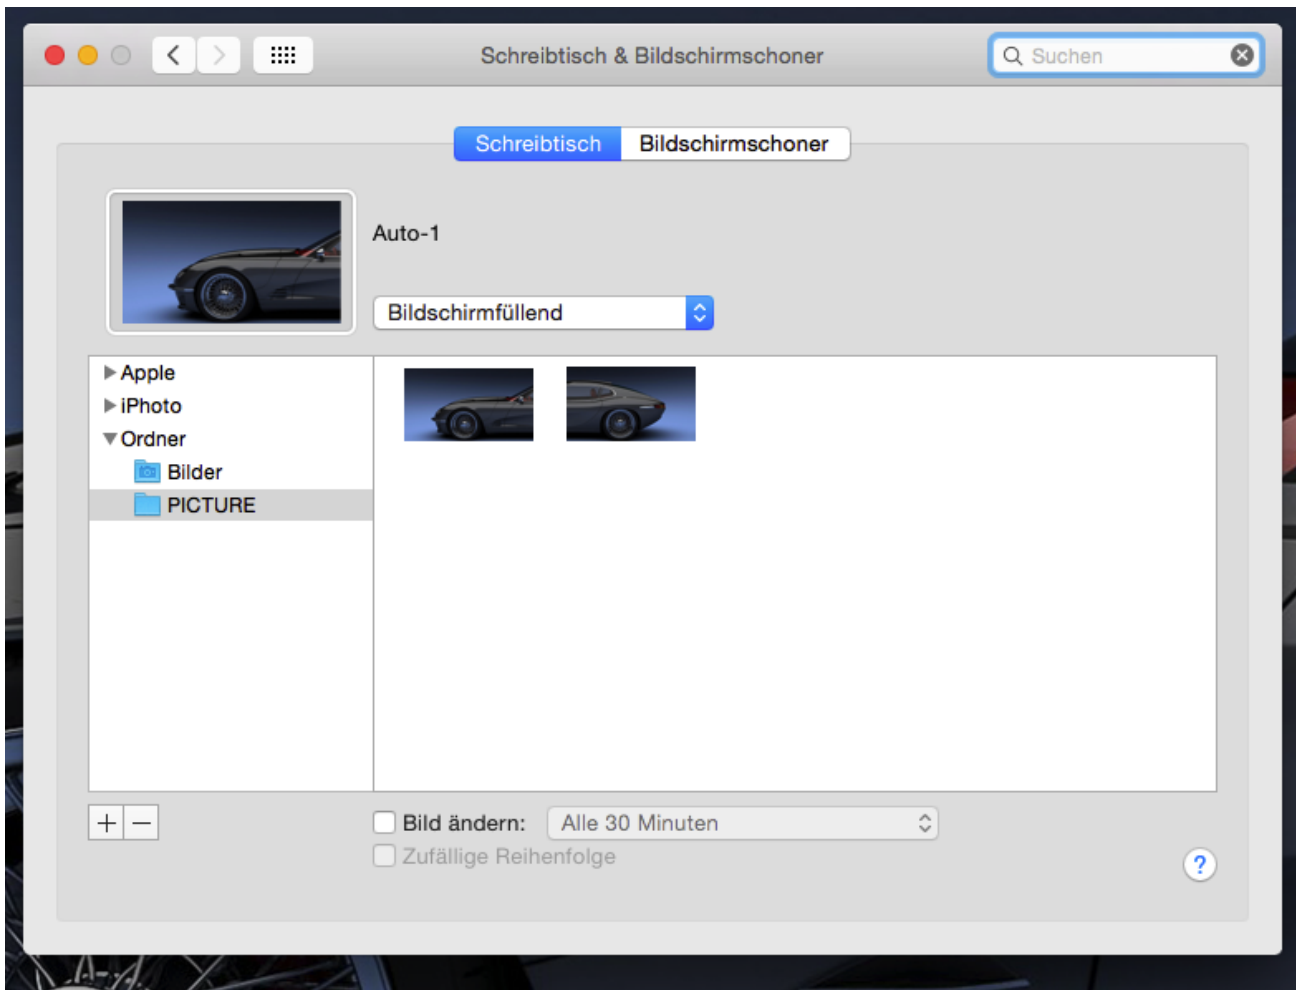 Schreibtisch & Bildschirmschoner
Suchen
Schreibtisch
Bildschirmschoner
Auto-1
Bildschirmfüllend
Apple
iPhoto
Ordner
Bilder
PICTURE
Bild ändern: Alle 30 Minuten
Zufällige Reihenfolge
?